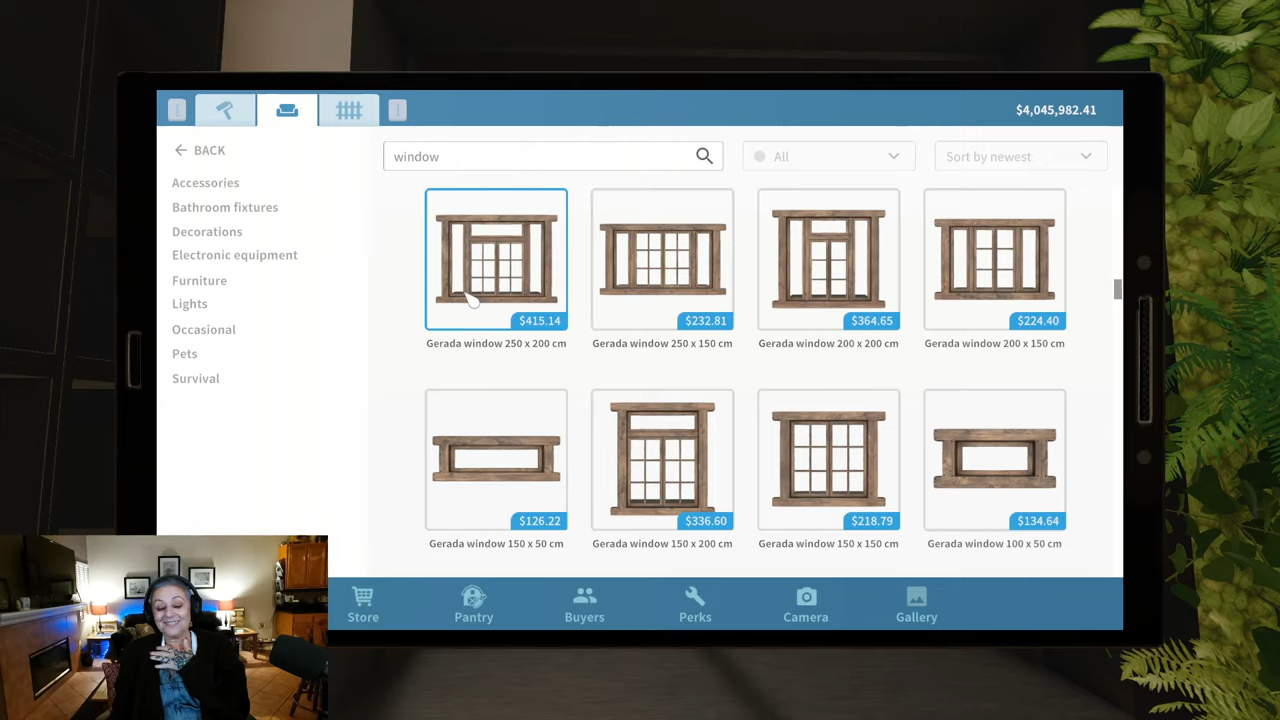 $4,045,982.41
BACK
window
All
Sort by newest
Accessories
Bathroom fixtures
Decorations
Electronic equipment
Furniture
Lights
Occasional
Pets
Survival
$415.14
$232.81
$364.65
$224.40
Gerada window 250 x 200 cm
Gerada window 250 x 150 cm
Gerada window 200 x 200 cm
Gerada window 200 x 150 cm
$126.22
$336.60
$218.79
$134.64
Gerada window 150 x 50 cm
Gerada window 150 x 200 cm
Gerada window 150 x 150 cm
Gerada window 100 x 50 cm
Store
Pantry
Buyers
Perks
Camera
Gallery